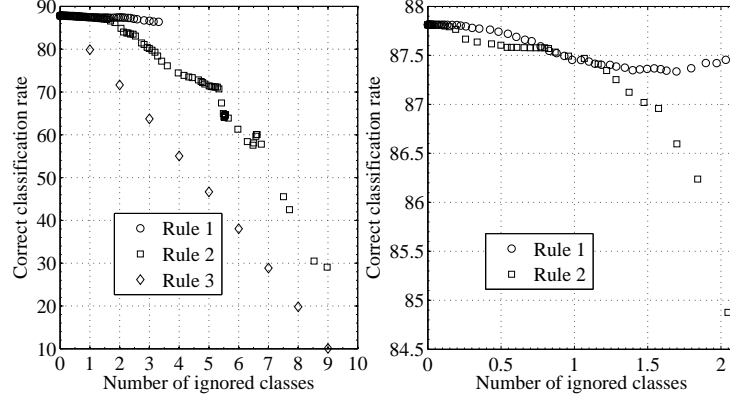 90
80
70
60
50
40
30
20
10
0 1 2 3 4 5 6 7 8 9 10
Correct classification rate
Number of ignored classes
Rule 1
Rule 2
Rule 3
88
87.5
87
86.5
86
85.5
85
84.5
0 0.5 1 1.5 2
Correct classification rate
Number of ignored classes
Rule 1
Rule 2